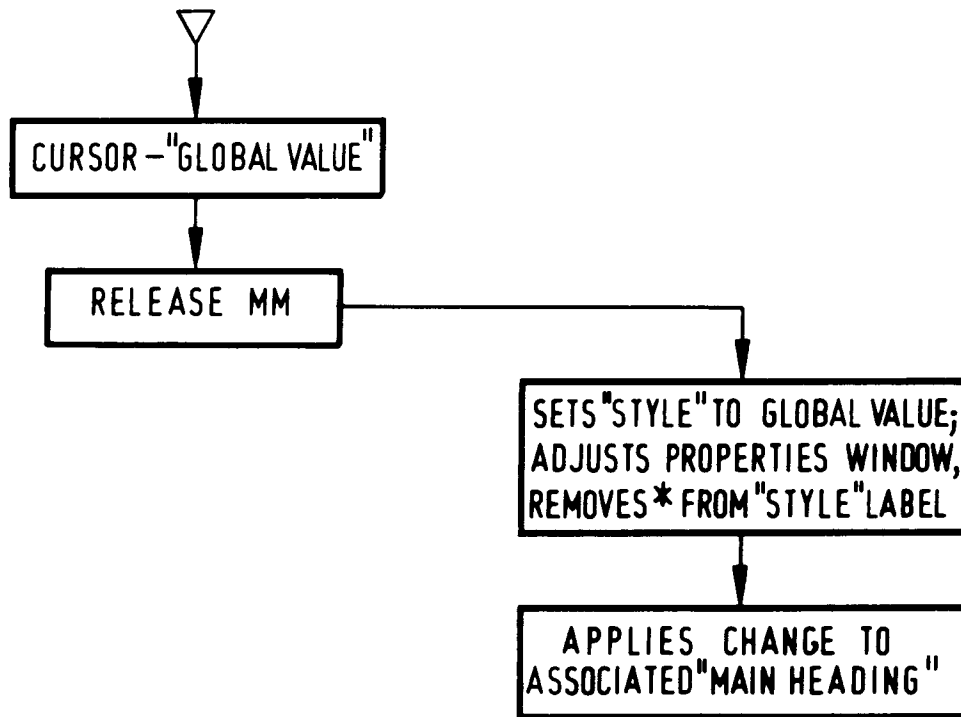 CURSOR-"GLOBAL VALUE"
RELEASE MM
SETS "STYLE" TO GLOBAL VALUE;
ADJUSTS PROPERTIES WINDOW,
REMOVES * FROM "STYLE" LABEL
APPLIES CHANGE TO
ASSOCIATED "MAIN HEADING"